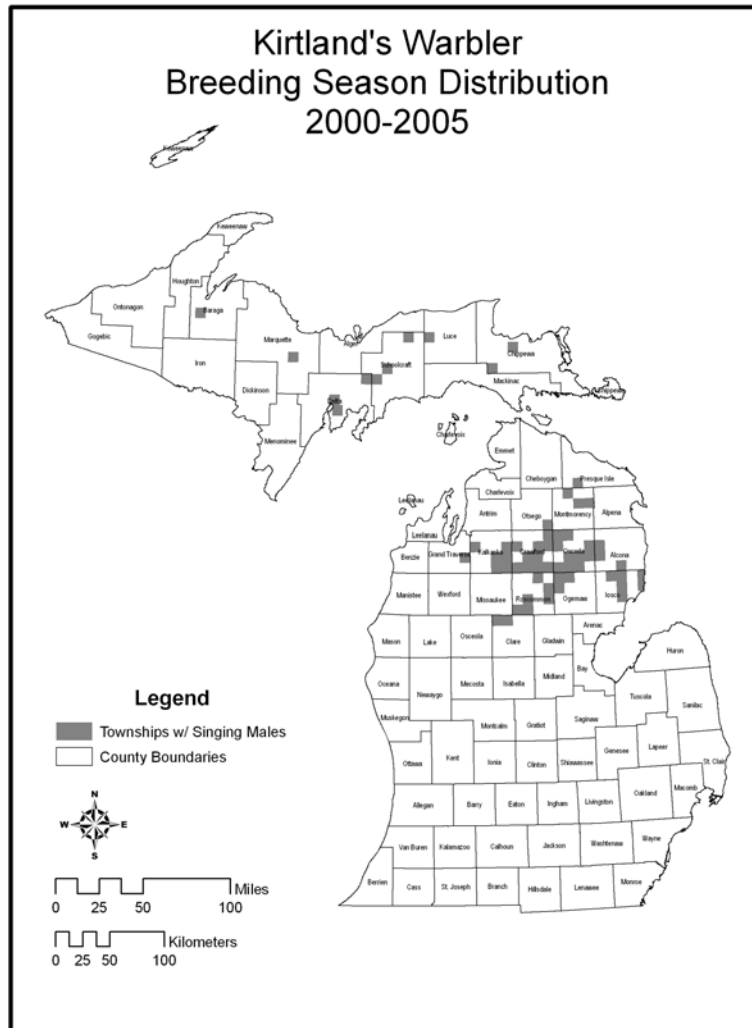 Kirtland's Warbler
Breeding Season Distribution
2000-2005
Keweenaw
Keweenaw
Houghton
Ontonagon
Baraga
Gogebic
Marquette
Alger
Luce
Chippewa
Iron
Schoolcraft
Mackinac
Dickinson
Chippewa
Delta
Menominee
Charlevoix
Emmet
Cheboygan
Presque Isle
Charlevoix
Leelanau
Antrim
Otsego
Montmorency
Alpena
Leelanau
Benzie
Grand Traverse
Kalkaska
Crawford
Oscoda
Alcona
Manistee
Wexford
Missaukee
Roscommon
Ogemaw
Iosco
Arenac
Mason
Lake
Osceola
Clare
Gladwin
Huron
Bay
Oceana
Newaygo
Mecosta
Isabella
Midland
Legend
Tuscola
Sanilac
Muskegon
Montcalm
Gratiot
Saginaw
Townships w/ Singing Males
County Boundaries
Ottawa
Kent
Ionia
Clinton
Shiawassee
Genesee
Lapeer
St. Clair
Oakland
Macomb
Allegan
Barry
Eaton
Ingham
Livingston
N
W E
S
Van Buren
Kalamazoo
Calhoun
Jackson
Washtenaw
Wayne
Berrien
Cass
St. Joseph
Branch
Hillsdale
Lenawee
Monroe
Miles
0 25 50 100
Kilometers
0 25 50 100